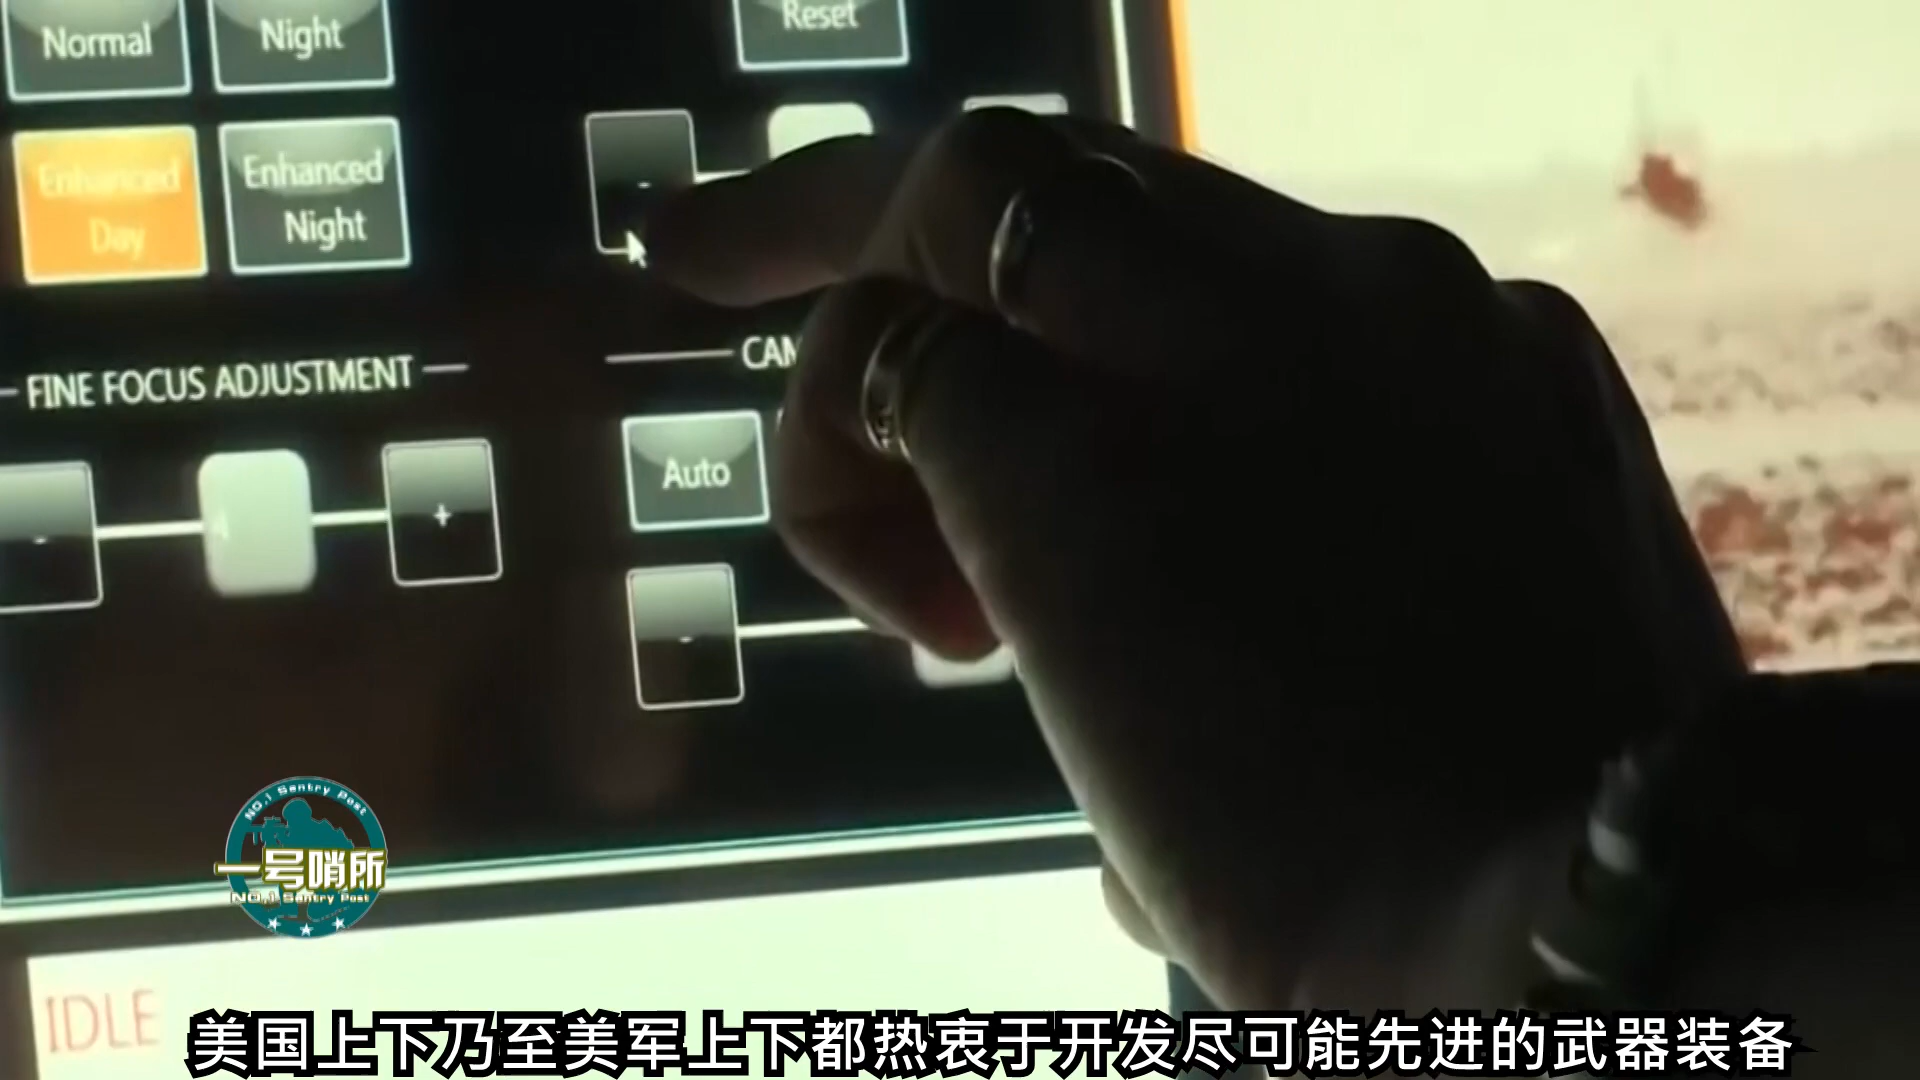 Normal
Night
Reset
Enhanced
Day
Enhanced
Night
-
FINE FOCUS ADJUSTMENT
CAM
-
+
Auto
-
NO.1 Sentry Post
一号哨所
NO.1 Sentry Post
IDLE
美国上下乃至美军上下都热衷于开发尽可能先进的武器装备